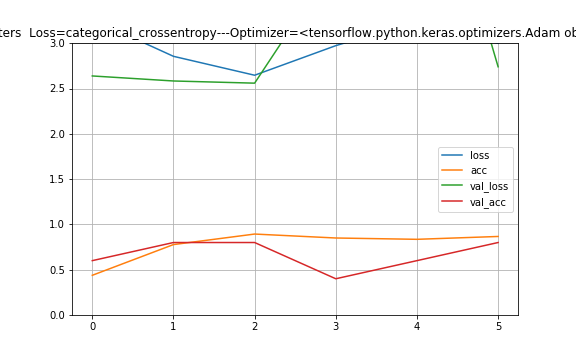 ters Loss=categorical_crossentropy---Optimizer=<tensorflow.python.keras.optimizers.Adam ob
3.0
2.5
2.0
1.5
1.0
0.5
0.0
loss
acc
val_loss
val_acc
0 1 2 3 4 5